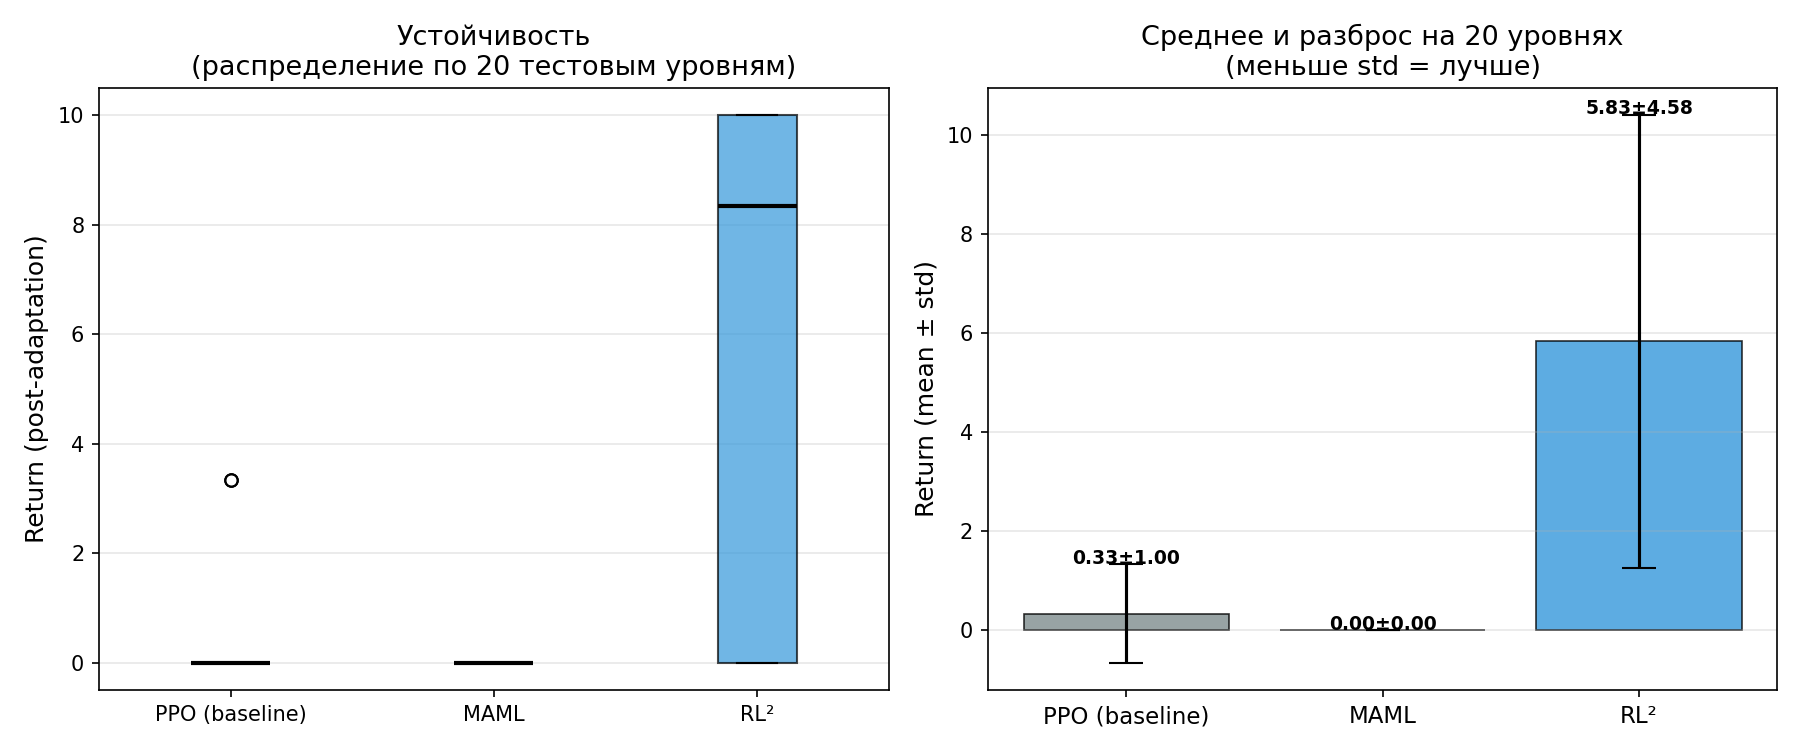 Устойчивость
(распределение по 20 тестовым уровням)
Return (post-adaptation)
10
8
6
4
2
0
PPO (baseline)
MAML
RL²
Среднее и разброс на 20 уровнях
(меньше std = лучше)
Return (mean ± std)
10
8
6
4
2
0
0.33±1.00
0.00±0.00
5.83±4.58
PPO (baseline)
MAML
RL²